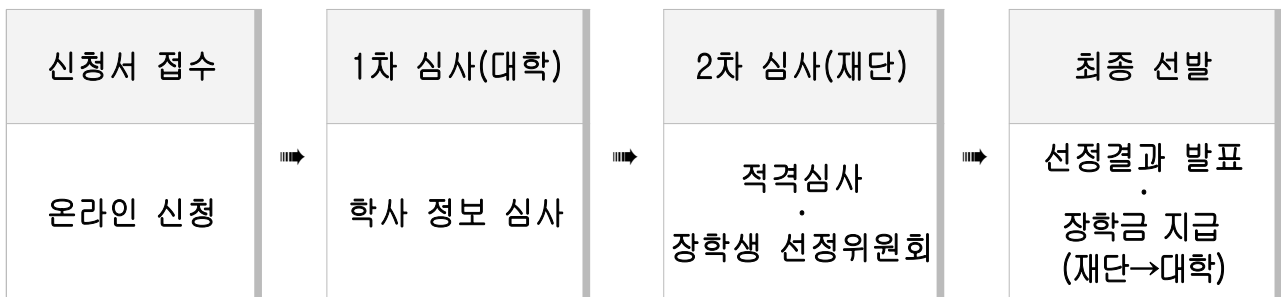 신청서 접수
온라인 신청
➠
1차 심사(대학)
학사 정보 심사
➠
2차 심사(재단)
적격심사
·
장학생 선정위원회
➠
최종 선발
선정결과 발표
·
장학금 지급
(재단→대학)